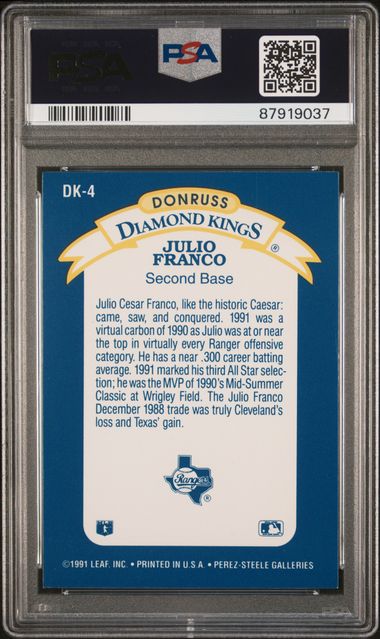 PSA
PSA
87919037
DK-4
DONRUSS
DIAMOND KINGS
®
JULIO
FRANCO
Second Base
Julio Cesar Franco, like the historic Caesar:
came, saw, and conquered. 1991 was a
virtual carbon of 1990 as Julio was at or near
the top in virtually every Ranger offensive
category. He has a near .300 career batting
average. 1991 marked his third All Star selec-
tion; he was the MVP of 1990's Mid-Summer
Classic at Wrigley Field. The Julio Franco
December 1988 trade was truly Cleveland's
loss and Texas' gain.
Rangers
®
©1991 LEAF, INC. • PRINTED IN U.S.A. • PEREZ-STEELE GALLERIES